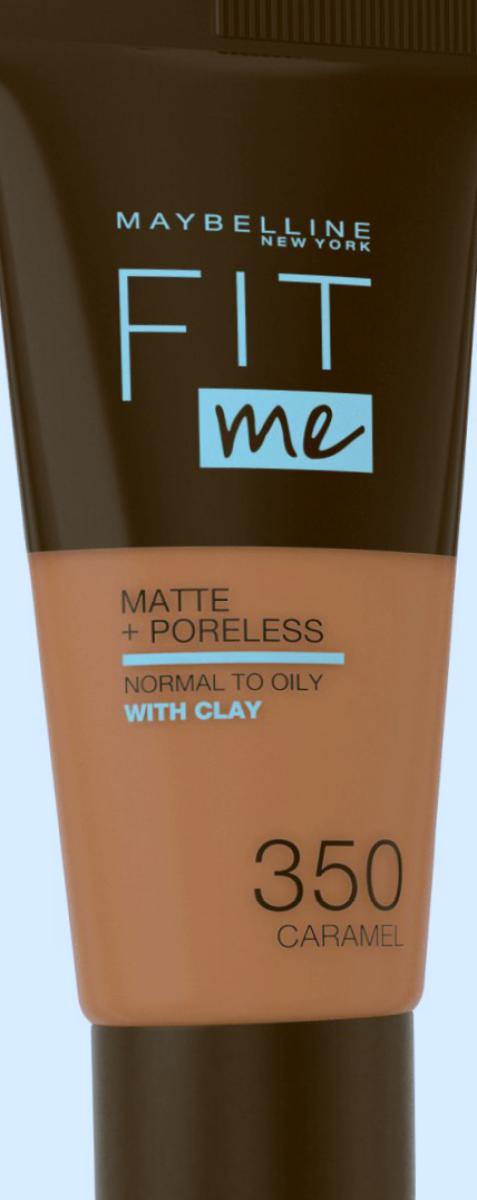 MAYBELLINE
NEW YORK
FIT
me
MATTE
+ PORELESS
NORMAL TO OILY
WITH CLAY
350
CARAMEL